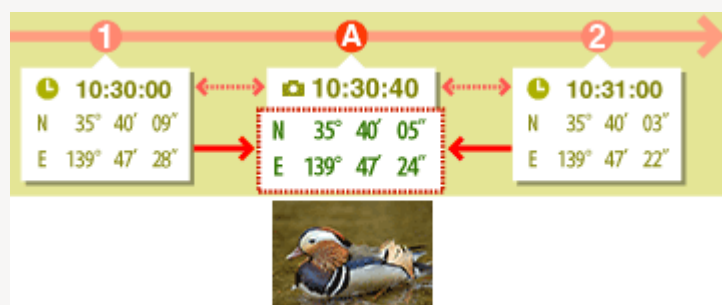 1
A
2
10:30:00
N 35° 40′ 09″
E 139° 47′ 28″
10:30:40
N 35° 40′ 05″
E 139° 47′ 24″
10:31:00
N 35° 40′ 03″
E 139° 47′ 22″